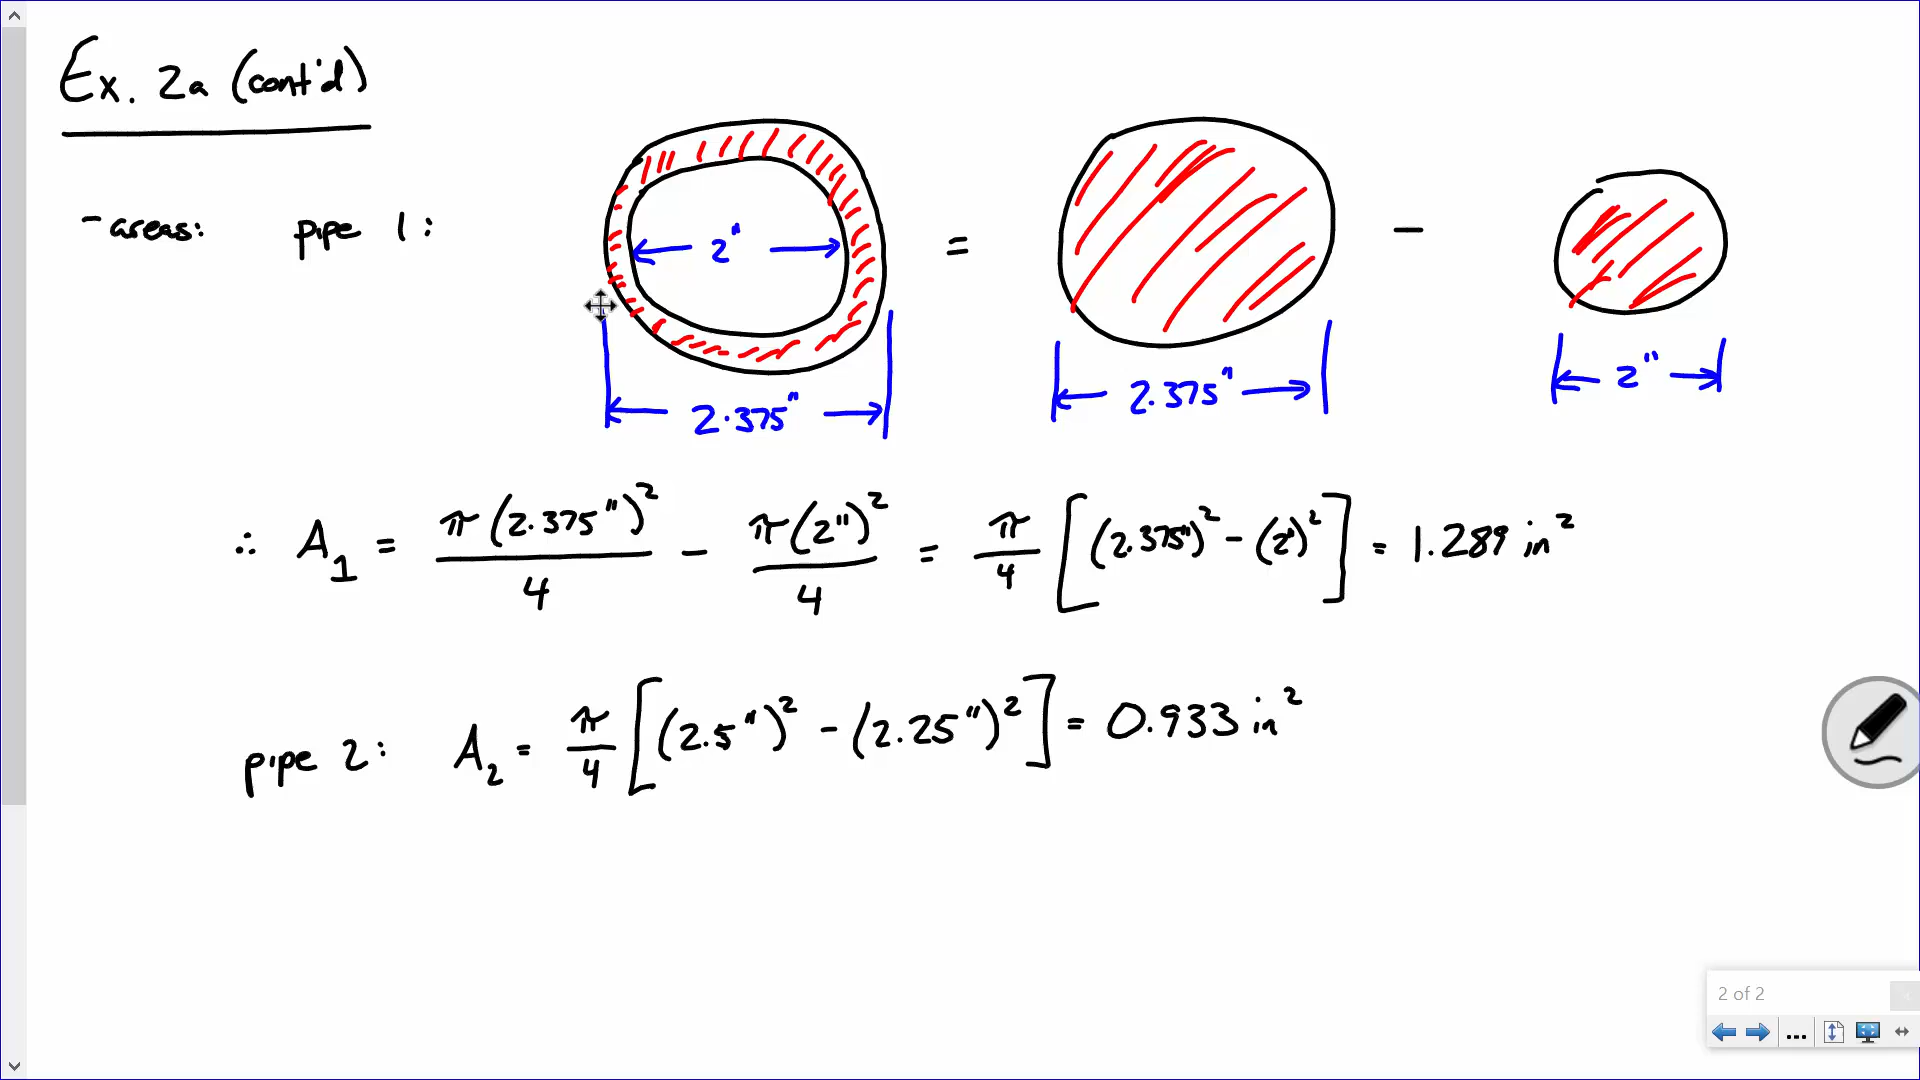 Ex. 2a (cont'd)
- areas: pipe 1:
2" = - 
2.375" 2.375" 2"
∴ A₁ = π(2.375")²/4 - π(2")²/4 = π/4 [(2.375")² - (2")²] = 1.289 in²
pipe 2: A₂ = π/4 [(2.5")² - (2.25")²] = 0.933 in²
2 of 2
...